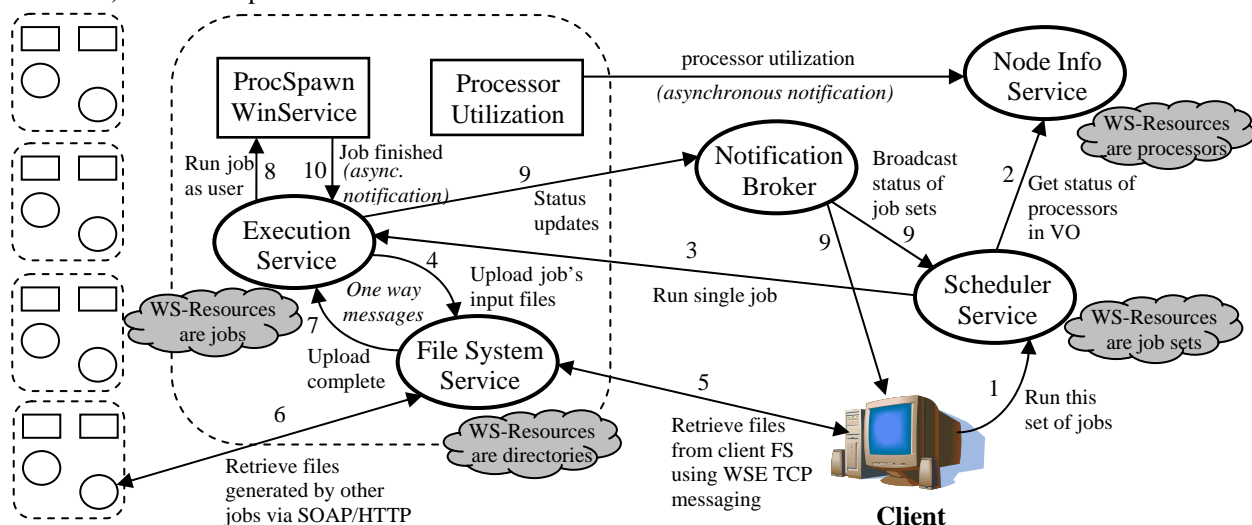 ProcSpawn
WinService
Processor
Utilization
processor utilization
(asynchronous notification)
Node Info
Service
WS-Resources
are processors
Run job
as user
8
10
Job finished
(async.
notification)
9
Status
updates
Notification
Broker
Broadcast
status of
job sets
9
9
2
Get status of
processors
in VO
Execution
Service
3
Run single job
Scheduler
Service
WS-Resources
are job sets
WS-Resources
are jobs
4
Upload job's
input files
One way
messages
7
Upload
complete
File System
Service
WS-Resources
are directories
6
Retrieve files
generated by other
jobs via SOAP/HTTP
5
Retrieve files
from client FS
using WSE TCP
messaging
1
Run this
set of jobs
Client